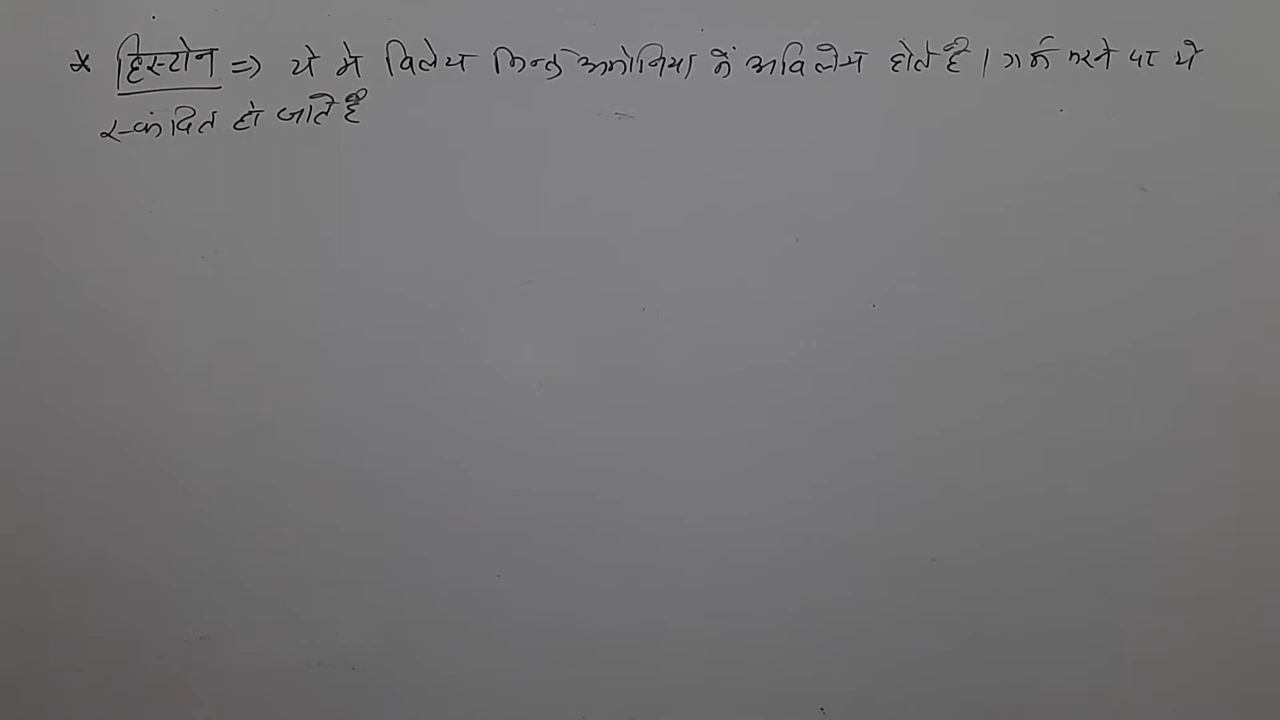 * हिस्टोन => ये मे विलेय किन्तु अमोनिया में अविलेय होते है । गर्म करने पर ये
स्कंदित हो जाते है